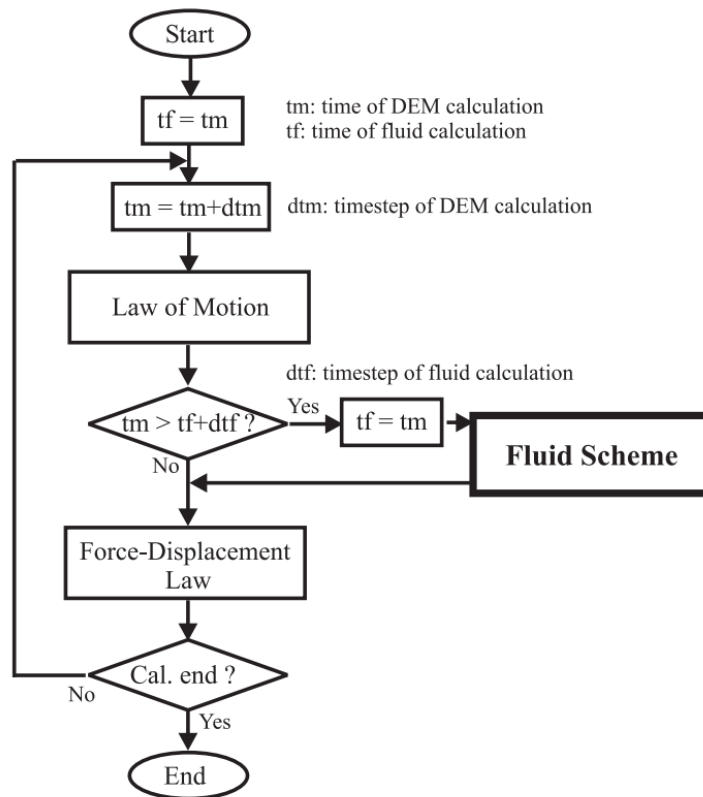 Start
tf = tm
tm: time of DEM calculation
tf: time of fluid calculation
tm = tm+dtm
dtm: timestep of DEM calculation
Law of Motion
dtf: timestep of fluid calculation
tm > tf+dtf ?
Yes
tf = tm
Fluid Scheme
No
Force-Displacement
Law
Cal. end ?
No
Yes
End